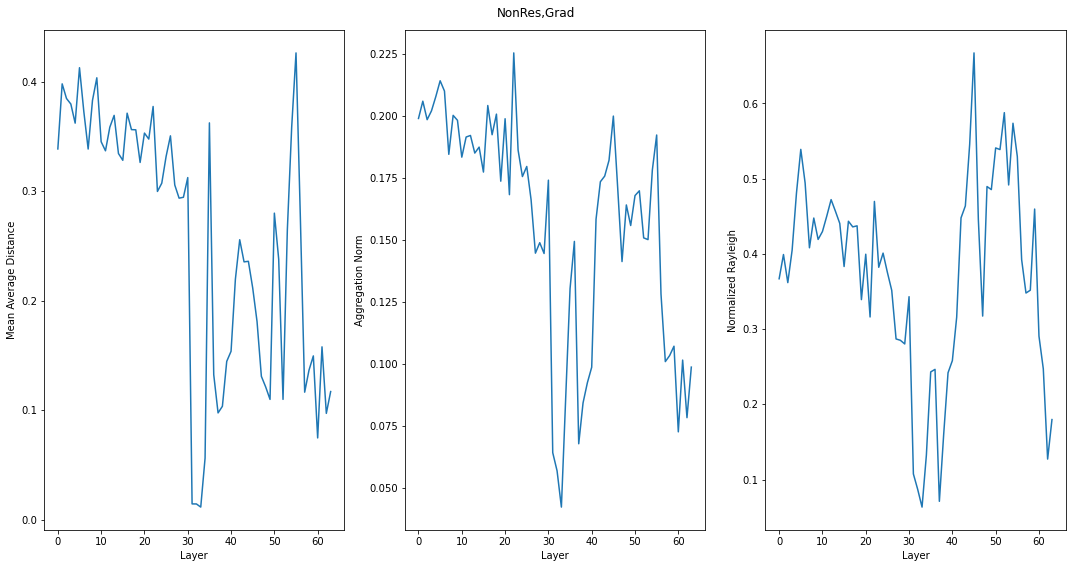 NonRes,Grad
Mean Average Distance
0.4
0.3
0.2
0.1
0.0
0 10 20 30 40 50 60
Layer
Aggregation Norm
0.225
0.200
0.175
0.150
0.125
0.100
0.075
0.050
0 10 20 30 40 50 60
Layer
Normalized Rayleigh
0.6
0.5
0.4
0.3
0.2
0.1
0 10 20 30 40 50 60
Layer